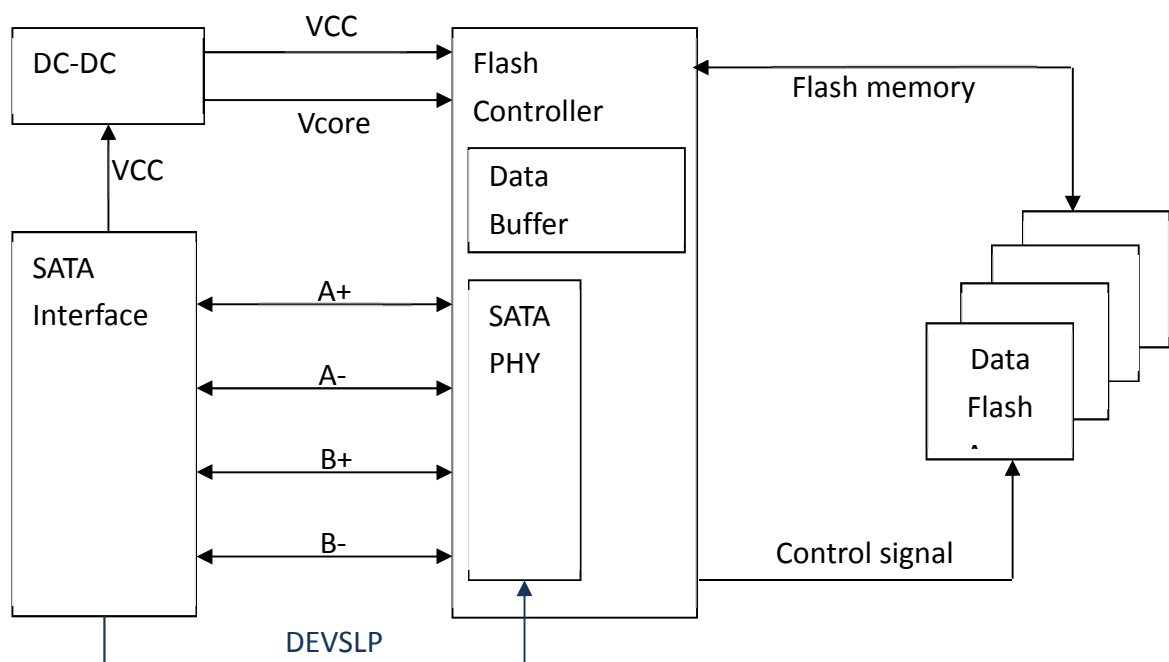 VCC
DC-DC
Flash
Controller
Flash memory
Vcore
VCC
Data
Buffer
SATA
Interface
A+
SATA
PHY
A-
Data
Flash
B+
B-
Control signal
DEVSLP